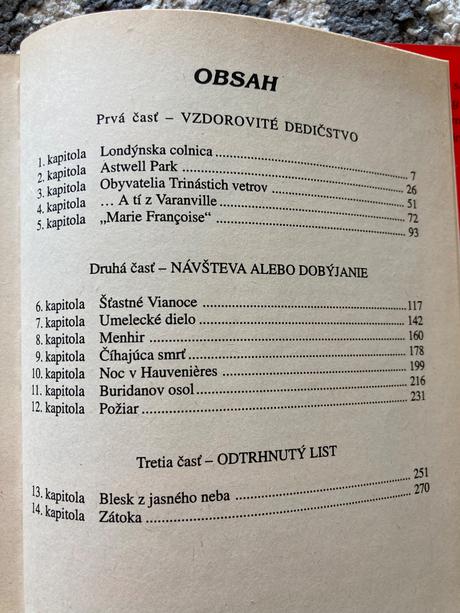 OBSAH
Prvá časť – VZDOROVITÉ DEDIČSTVO
1. kapitola Londýnska colnica 7
2. kapitola Astwell Park 26
3. kapitola Obyvatelia Trinástich vetrov 51
4. kapitola … A tí z Varanville 72
5. kapitola „Marie Françoise“ 93
Druhá časť – NÁVŠTEVA ALEBO DOBÝJANIE
6. kapitola Šťastné Vianoce 117
7. kapitola Umelecké dielo 142
8. kapitola Menhir 160
9. kapitola Číhajúca smrť 178
10. kapitola Noc v Hauvenières 199
11. kapitola Buridanov osol 216
12. kapitola Požiar 231
Tretia časť – ODTRHNUTÝ LIST
13. kapitola Blesk z jasného neba 251
14. kapitola Zátoka 270